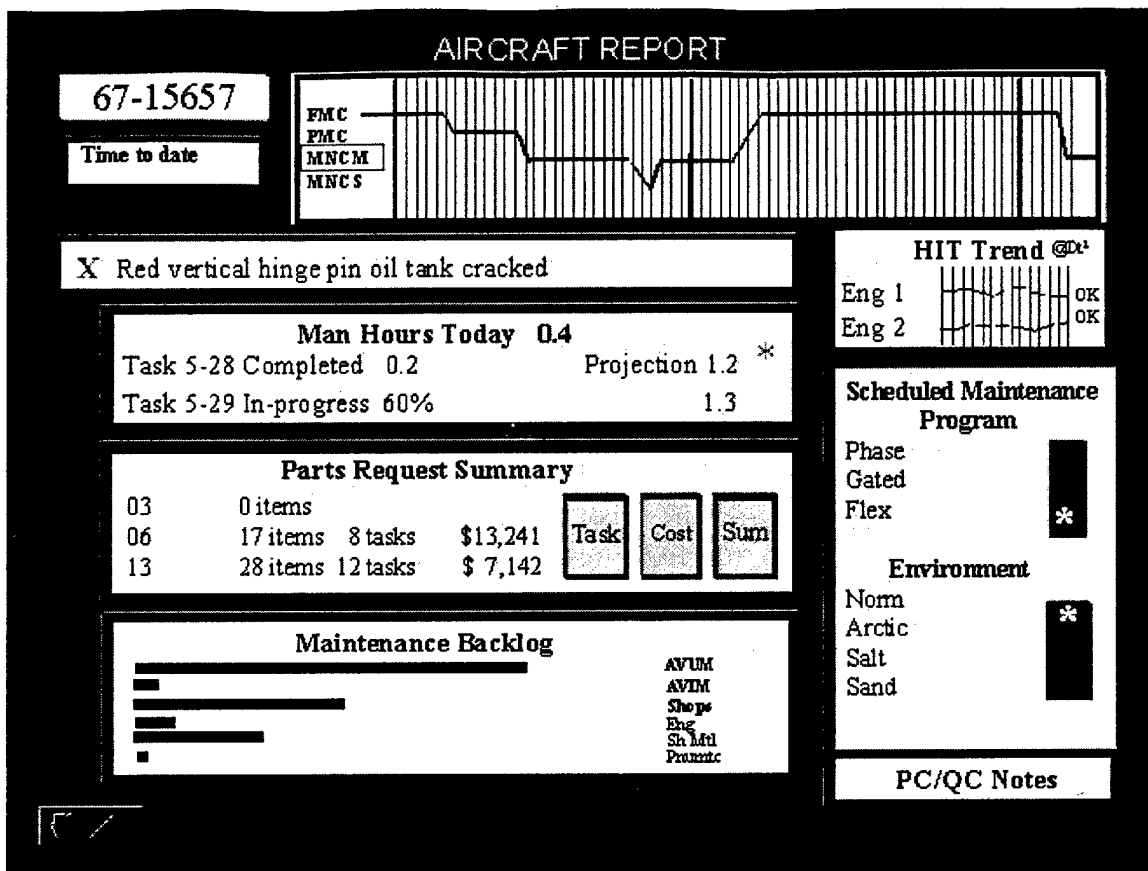 AIRCRAFT REPORT
67-15657
Time to date
FMC
PMC
MNCM
MNCS
X Red vertical hinge pin oil tank cracked
Man Hours Today 0.4
Task 5-28 Completed 0.2 Projection 1.2 *
Task 5-29 In-progress 60% 1.3
Parts Request Summary
03 0 items
06 17 items 8 tasks $13,241
13 28 items 12 tasks $ 7,142
Task Cost Sum
Maintenance Backlog
AVUM
AVIM
Shops
Eng
Sh Mtl
HIT Trend @Dt¹
Eng 1 OK
Eng 2 OK
Scheduled Maintenance
Program
Phase
Gated
Flex *
Environment
Norm *
Arctic
Salt
Sand
PC/QC Notes